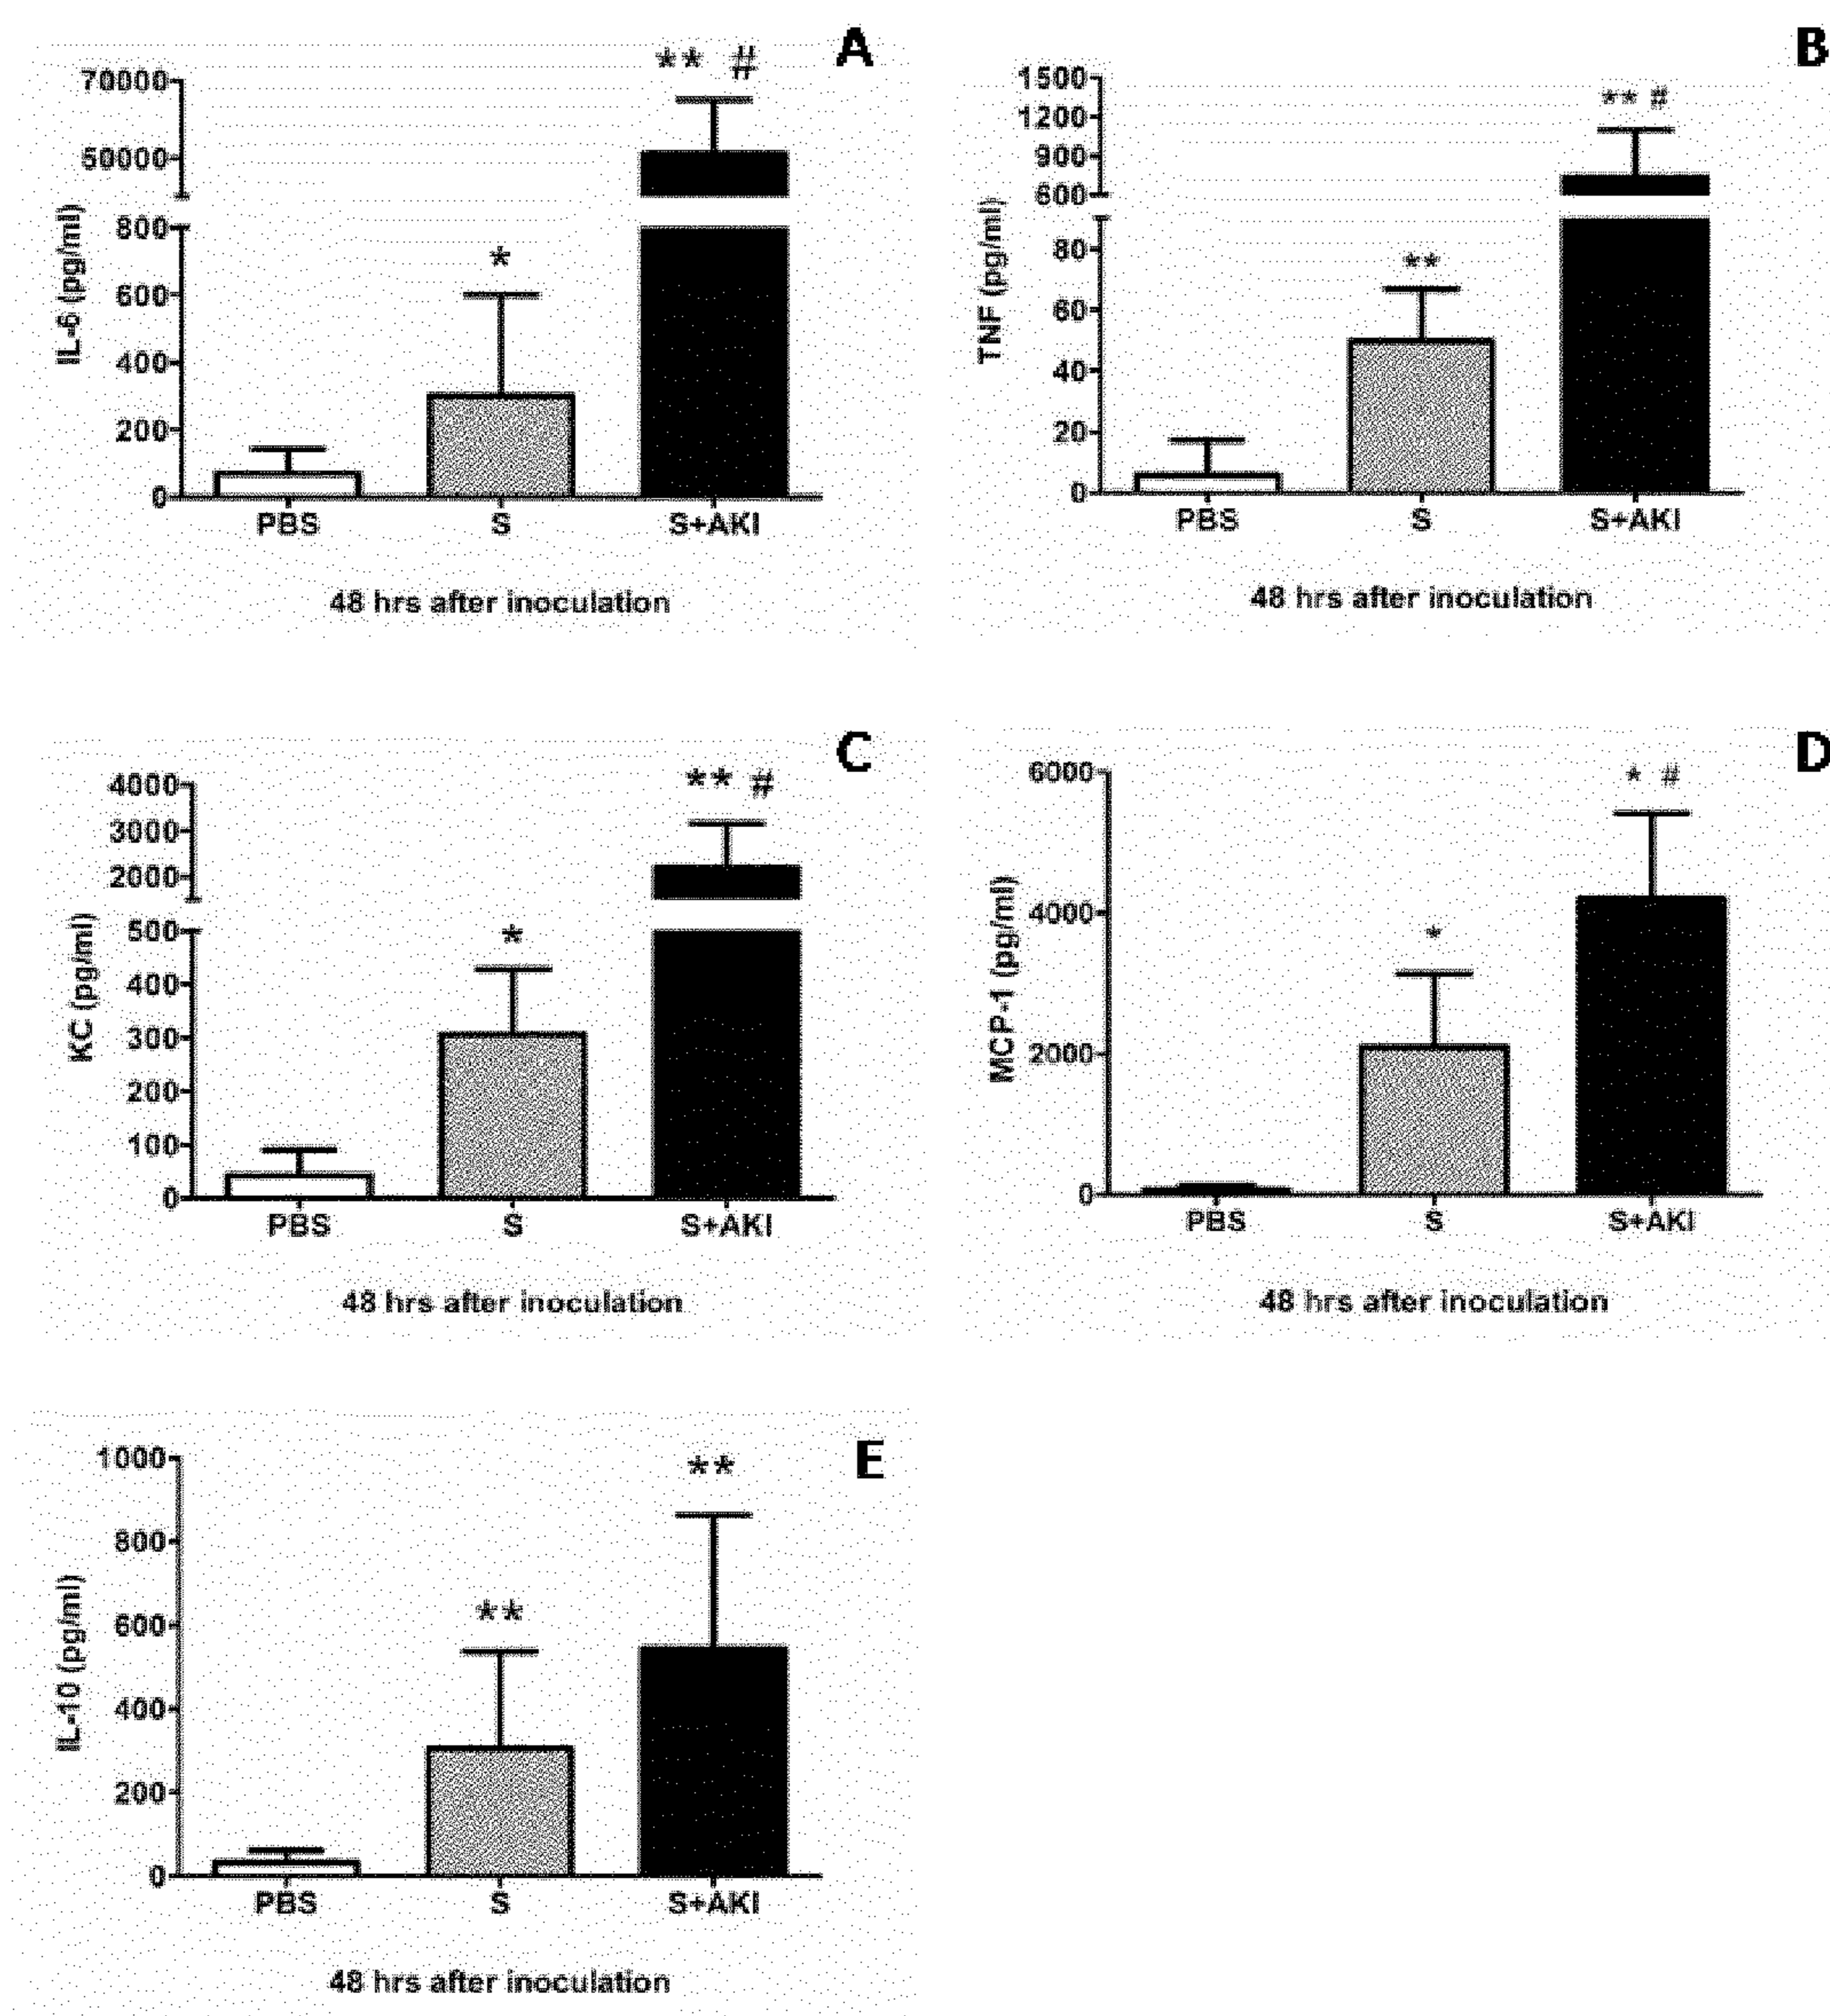 A
** #
70000
50000
800
600
400
200
0
IL-6 (pg/ml)
*
PBS S S+AKI
48 hrs after inoculation
B
** #
1500
1200
900
600
80
60
40
20
0
TNF (pg/ml)
**
PBS S S+AKI
48 hrs after inoculation
C
** #
4000
3000
2000
500
400
300
200
100
0
KC (pg/ml)
*
PBS S S+AKI
48 hrs after inoculation
D
* #
6000
4000
2000
0
MCP-1 (pg/ml)
*
PBS S S+AKI
48 hrs after inoculation
E
**
1000
800
600
400
200
0
IL-10 (pg/ml)
**
PBS S S+AKI
48 hrs after inoculation